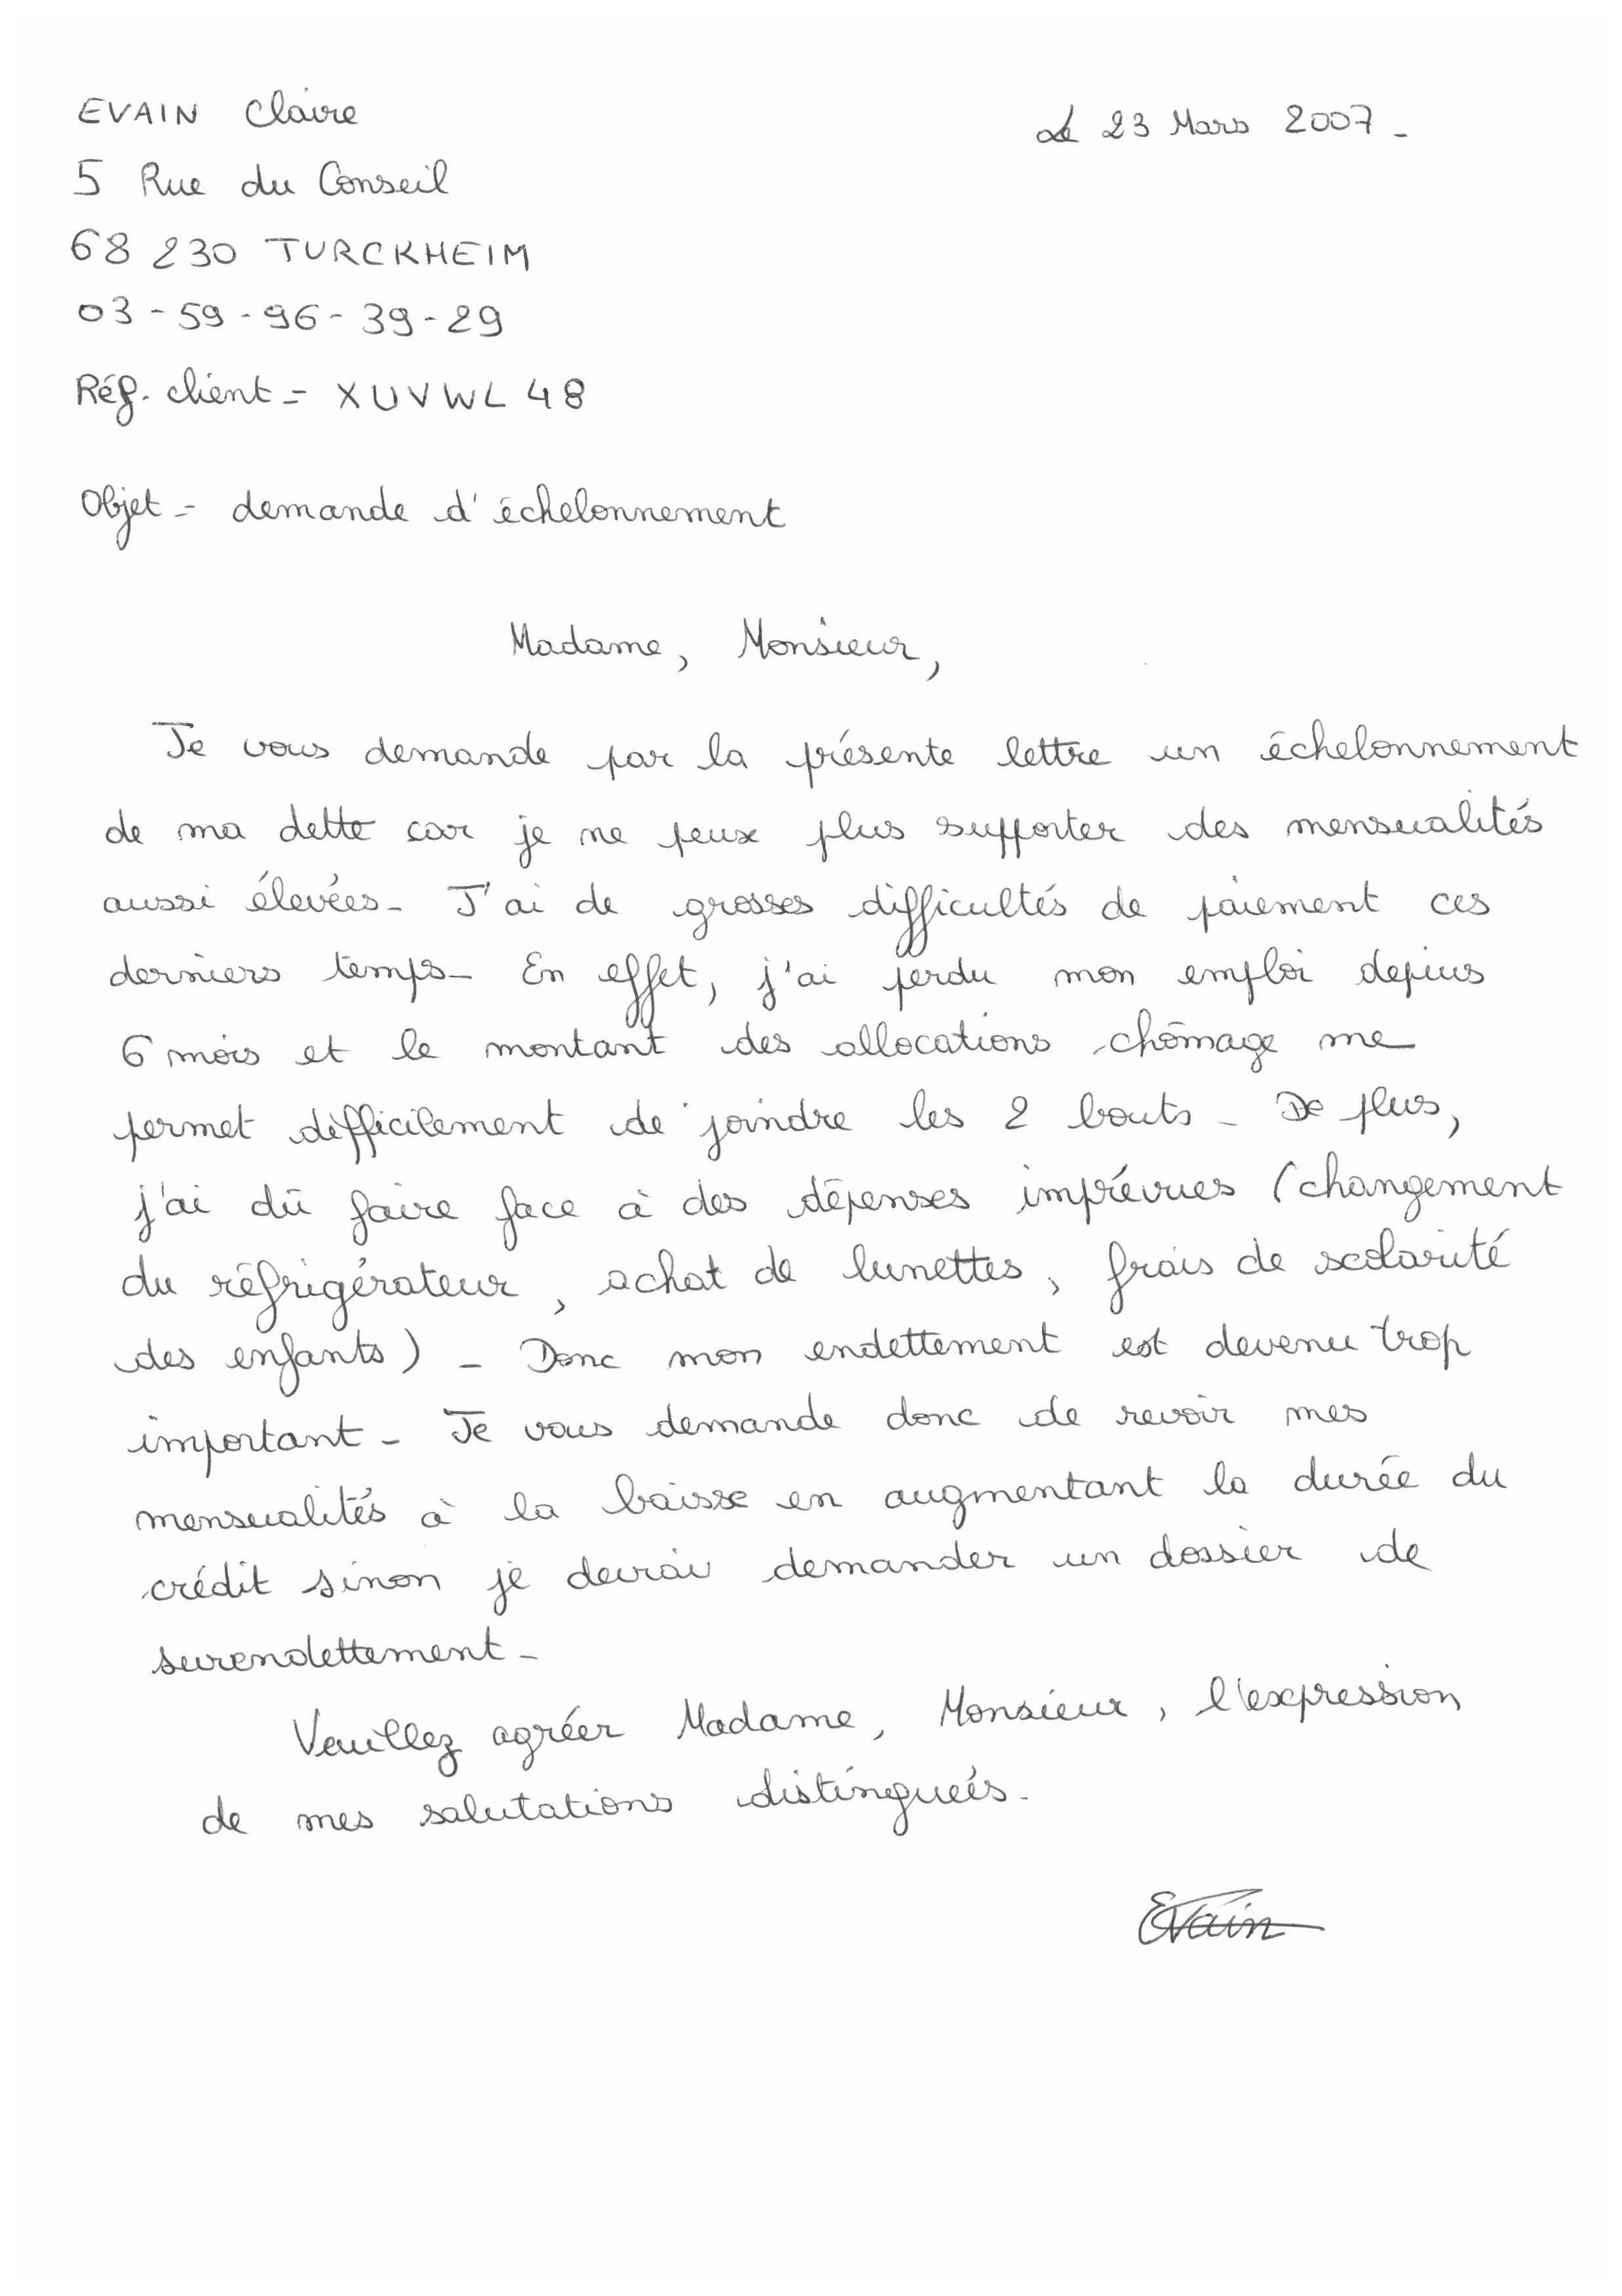 EVAIN Claire
Le 23 Mars 2007-
5 Rue du Conseil
68 230 TURCKHEIM
03-59-96-39-29
Réf. client = XUVWL 48
Objet = demande d'échelonnement
Madame, Monsieur,
Je vous demande par la présente lettre un échelonnement
de ma dette car je ne peux plus supporter des mensualités
aussi élevées- J'ai de grosses difficultés de paiement ces
derniers temps- En effet, j'ai perdu mon emploi depuis
6 mois et le montant des allocations chômage me
permet difficilement de joindre les 2 bouts - De plus,
j'ai dû faire face à des dépenses imprévues (changement
du réfrigérateur, achat de lunettes, frais de scolarité
des enfants) - Donc mon endettement est devenu trop
important- Je vous demande donc de revoir mes
mensualités à la baisse en augmentant la durée du
crédit sinon je devrai demander un dossier de
surendettement-
Veuillez agréer Madame, Monsieur, l'expression
de mes salutations distinguées.
EVain